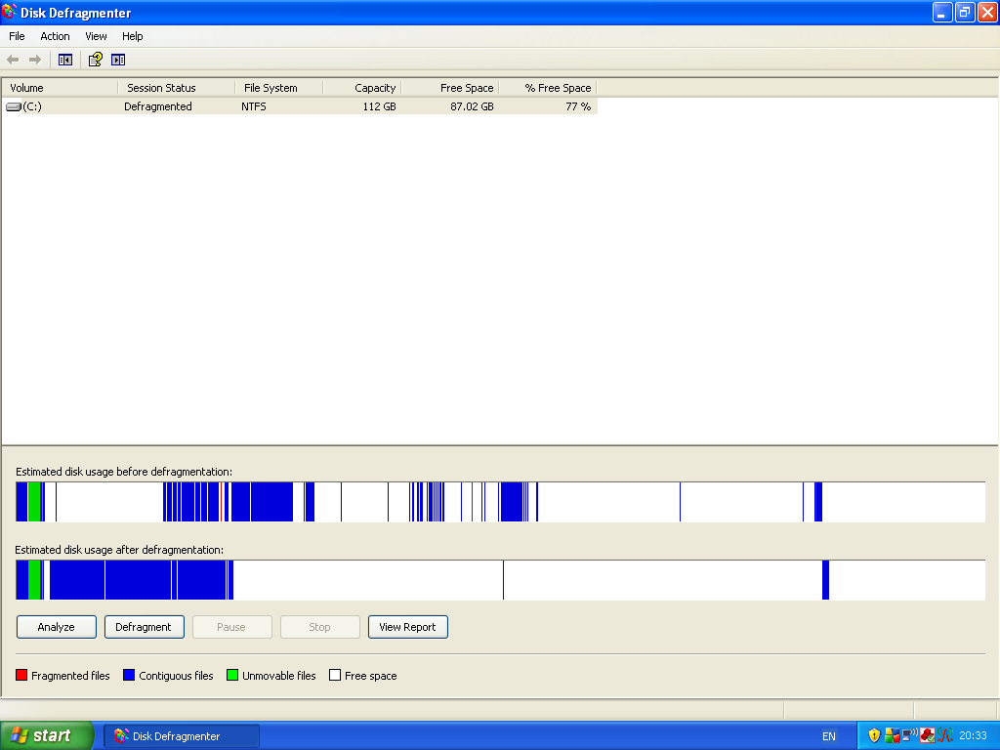 Disk Defragmenter
File Action View Help
Volume Session Status File System Capacity Free Space % Free Space
(C:) Defragmented NTFS 112 GB 87.02 GB 77 %
Estimated disk usage before defragmentation:
Estimated disk usage after defragmentation:
Analyze Defragment Pause Stop View Report
Fragmented files Contiguous files Unmovable files Free space
start Disk Defragmenter EN 20:33